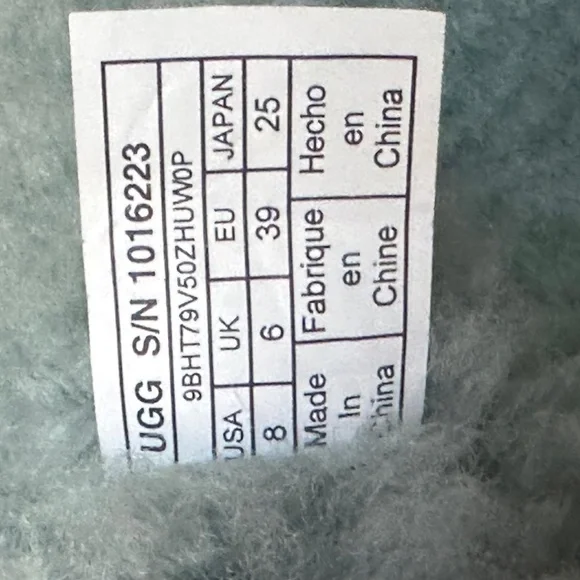 UGG S/N 1016223
9BHT79V50ZHUW0P
USA UK EU JAPAN
8 6 39 25
Made Fabrique Hecho
In en en
China Chine China